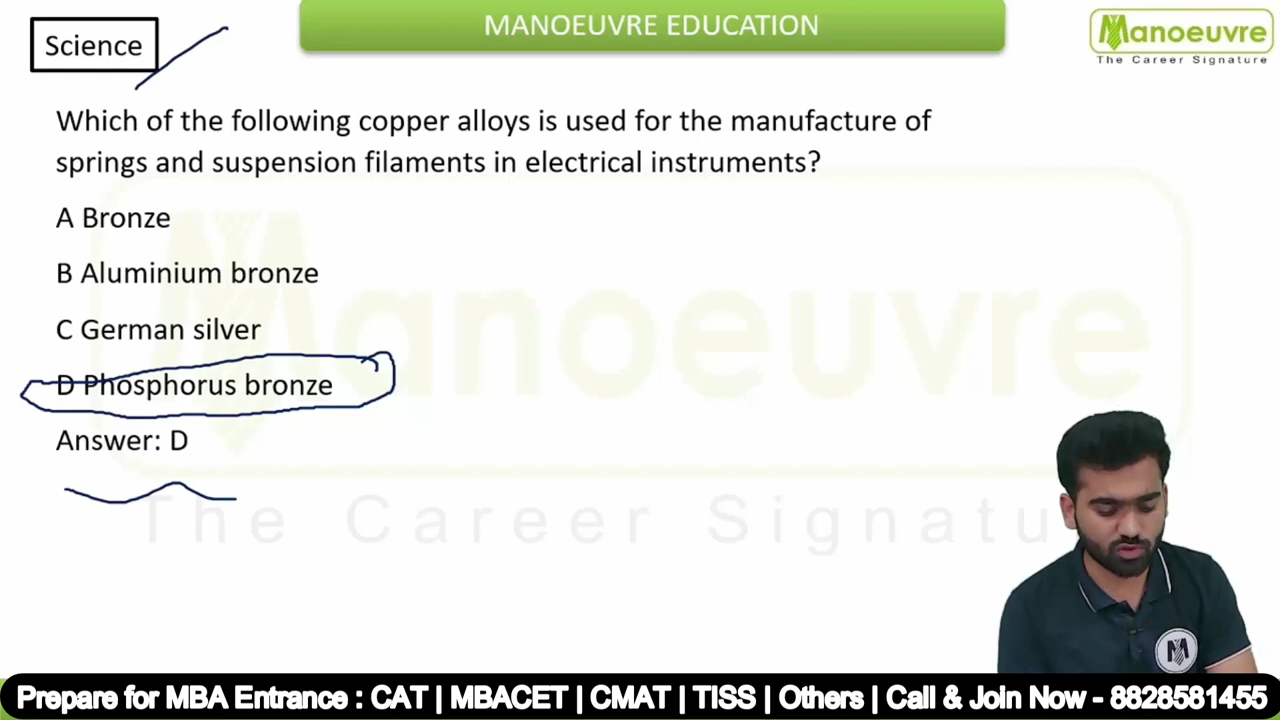 Science
MANOEUVRE EDUCATION
Manoeuvre
The Career Signature
Which of the following copper alloys is used for the manufacture of
springs and suspension filaments in electrical instruments?
A Bronze
B Aluminium bronze
C German silver
D Phosphorus bronze
Answer: D
Manoeuvre
The Career Signatu
M
Prepare for MBA Entrance : CAT | MBACET | CMAT | TISS | Others | Call & Join Now - 8828581455